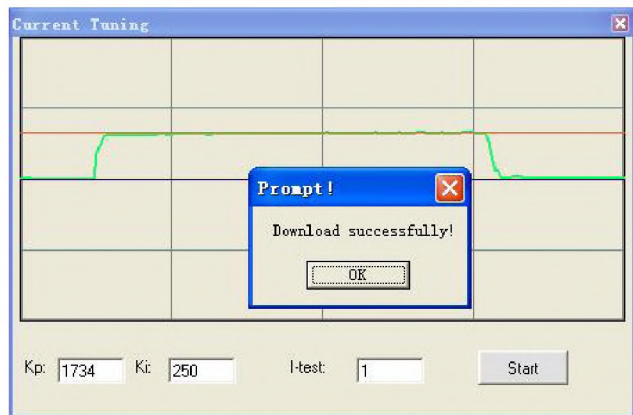 Current Tuning
Prompt!
Download successfully!
OK
Kp: 1734 Ki: 250 I-test: 1 Start